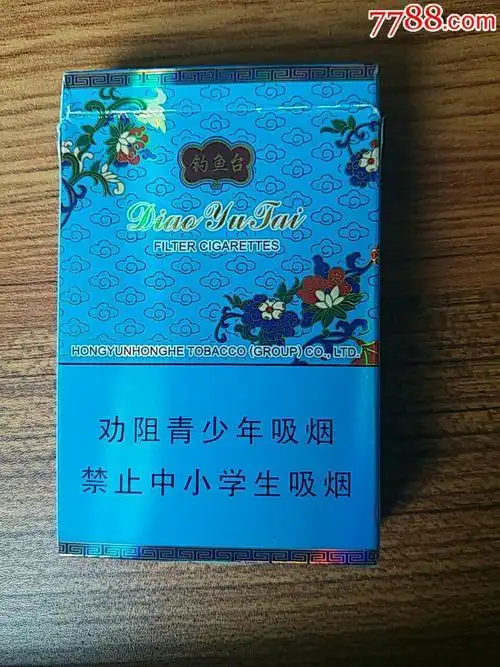 7788.com
钓鱼台
Diao Yu Tai
FILTER CIGARETTES
HONGYUNHONGHE TOBACCO (GROUP) CO., LTD.
劝阻青少年吸烟
禁止中小学生吸烟